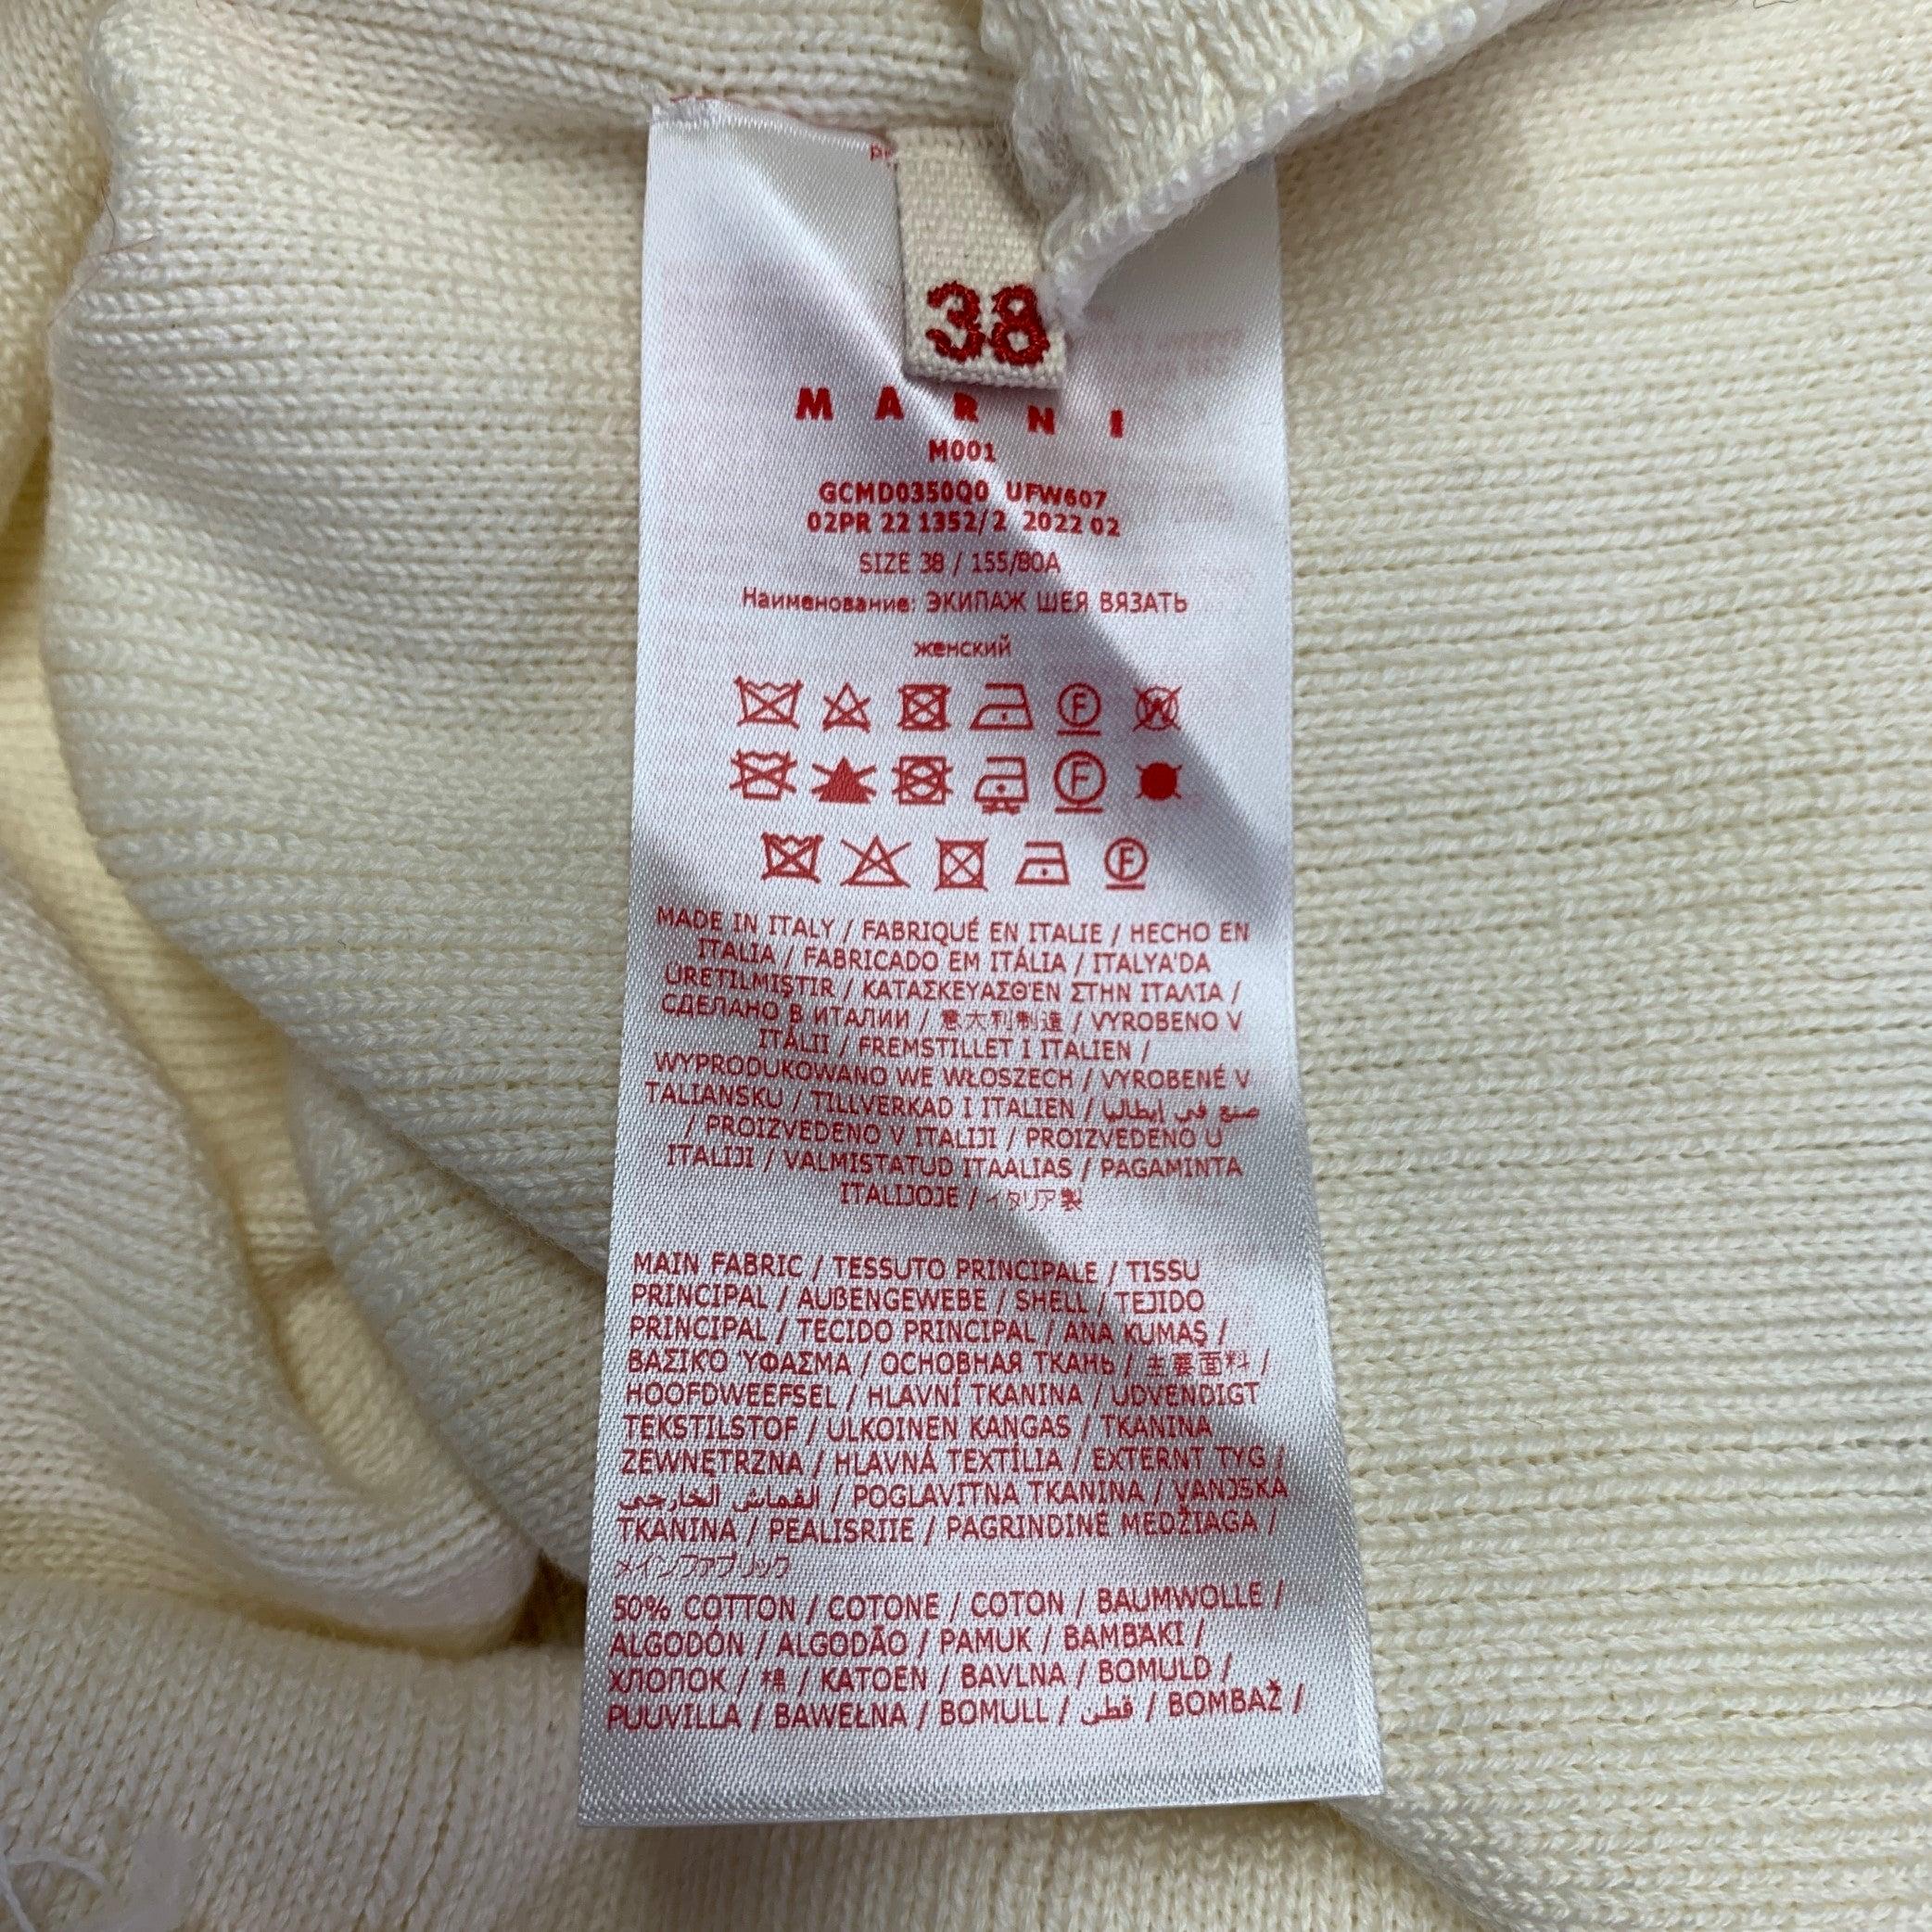 38
M A R N I
M001
GCMD0350Q0 UFW607
02PR 22 1352/2 2022 02
SIZE 38 / 155/80A
Наименование: ЭКИПАЖ ШЕЯ ВЯЗАТЬ
женский
F W
F
F
MADE IN ITALY / FABRIQUÉ EN ITALIE / HECHO EN
ITALIA / FABRICADO EM ITÁLIA / ITALYA'DA
ÜRETILMIŞTIR / ΚΑΤΑΣΚΕΥΑΣΘΈΝ ΣΤΗΝ ΙΤΑΛΊΑ /
СДЕЛАНО В ИТАЛИИ / 意大利制造 / VYROBENO V
ITÁLII / FREMSTILLET I ITALIEN /
WYPRODUKOWANO WE WŁOSZECH / VYROBENÉ V
TALIANSKU / TILLVERKAD I ITALIEN / صنع في ايطاليا
/ PROIZVEDENO V ITALIJI / PROIZVEDENO U
ITALIJI / VALMISTATUD ITAALIAS / PAGAMINTA
ITALIJOJE / イタリア製
MAIN FABRIC / TESSUTO PRINCIPALE / TISSU
PRINCIPAL / AUßENGEWEBE / SHELL / TEJIDO
PRINCIPAL / TECIDO PRINCIPAL / ANA KUMAŞ /
ΒΑΣΙΚΌ ΎΦΑΣΜΑ / ОСНОВНАЯ ТКАНЬ / 主要面料 /
HOOFDWEEFSEL / HLAVNÍ TKANINA / UDVENDIGT
TEKSTILSTOF / ULKOINEN KANGAS / TKANINA
ZEWNĘTRZNA / HLAVNÁ TEXTÍLIA / EXTERNT TYG /
القماش الخارجي / POGLAVITNA TKANINA / VANJSKA
TKANINA / PEALISRIIE / PAGRINDINĖ MEDŽIAGA /
メインファブリック
50% COTTON / COTONE / COTON / BAUMWOLLE /
ALGODÓN / ALGODÃO / PAMUK / ΒΑΜΒΆΚΙ /
ХЛОПОК / 棉 / KATOEN / BAVLNA / BOMULD /
PUUVILLA / BAWEŁNA / BOMULL / قطن / BOMBAŽ /